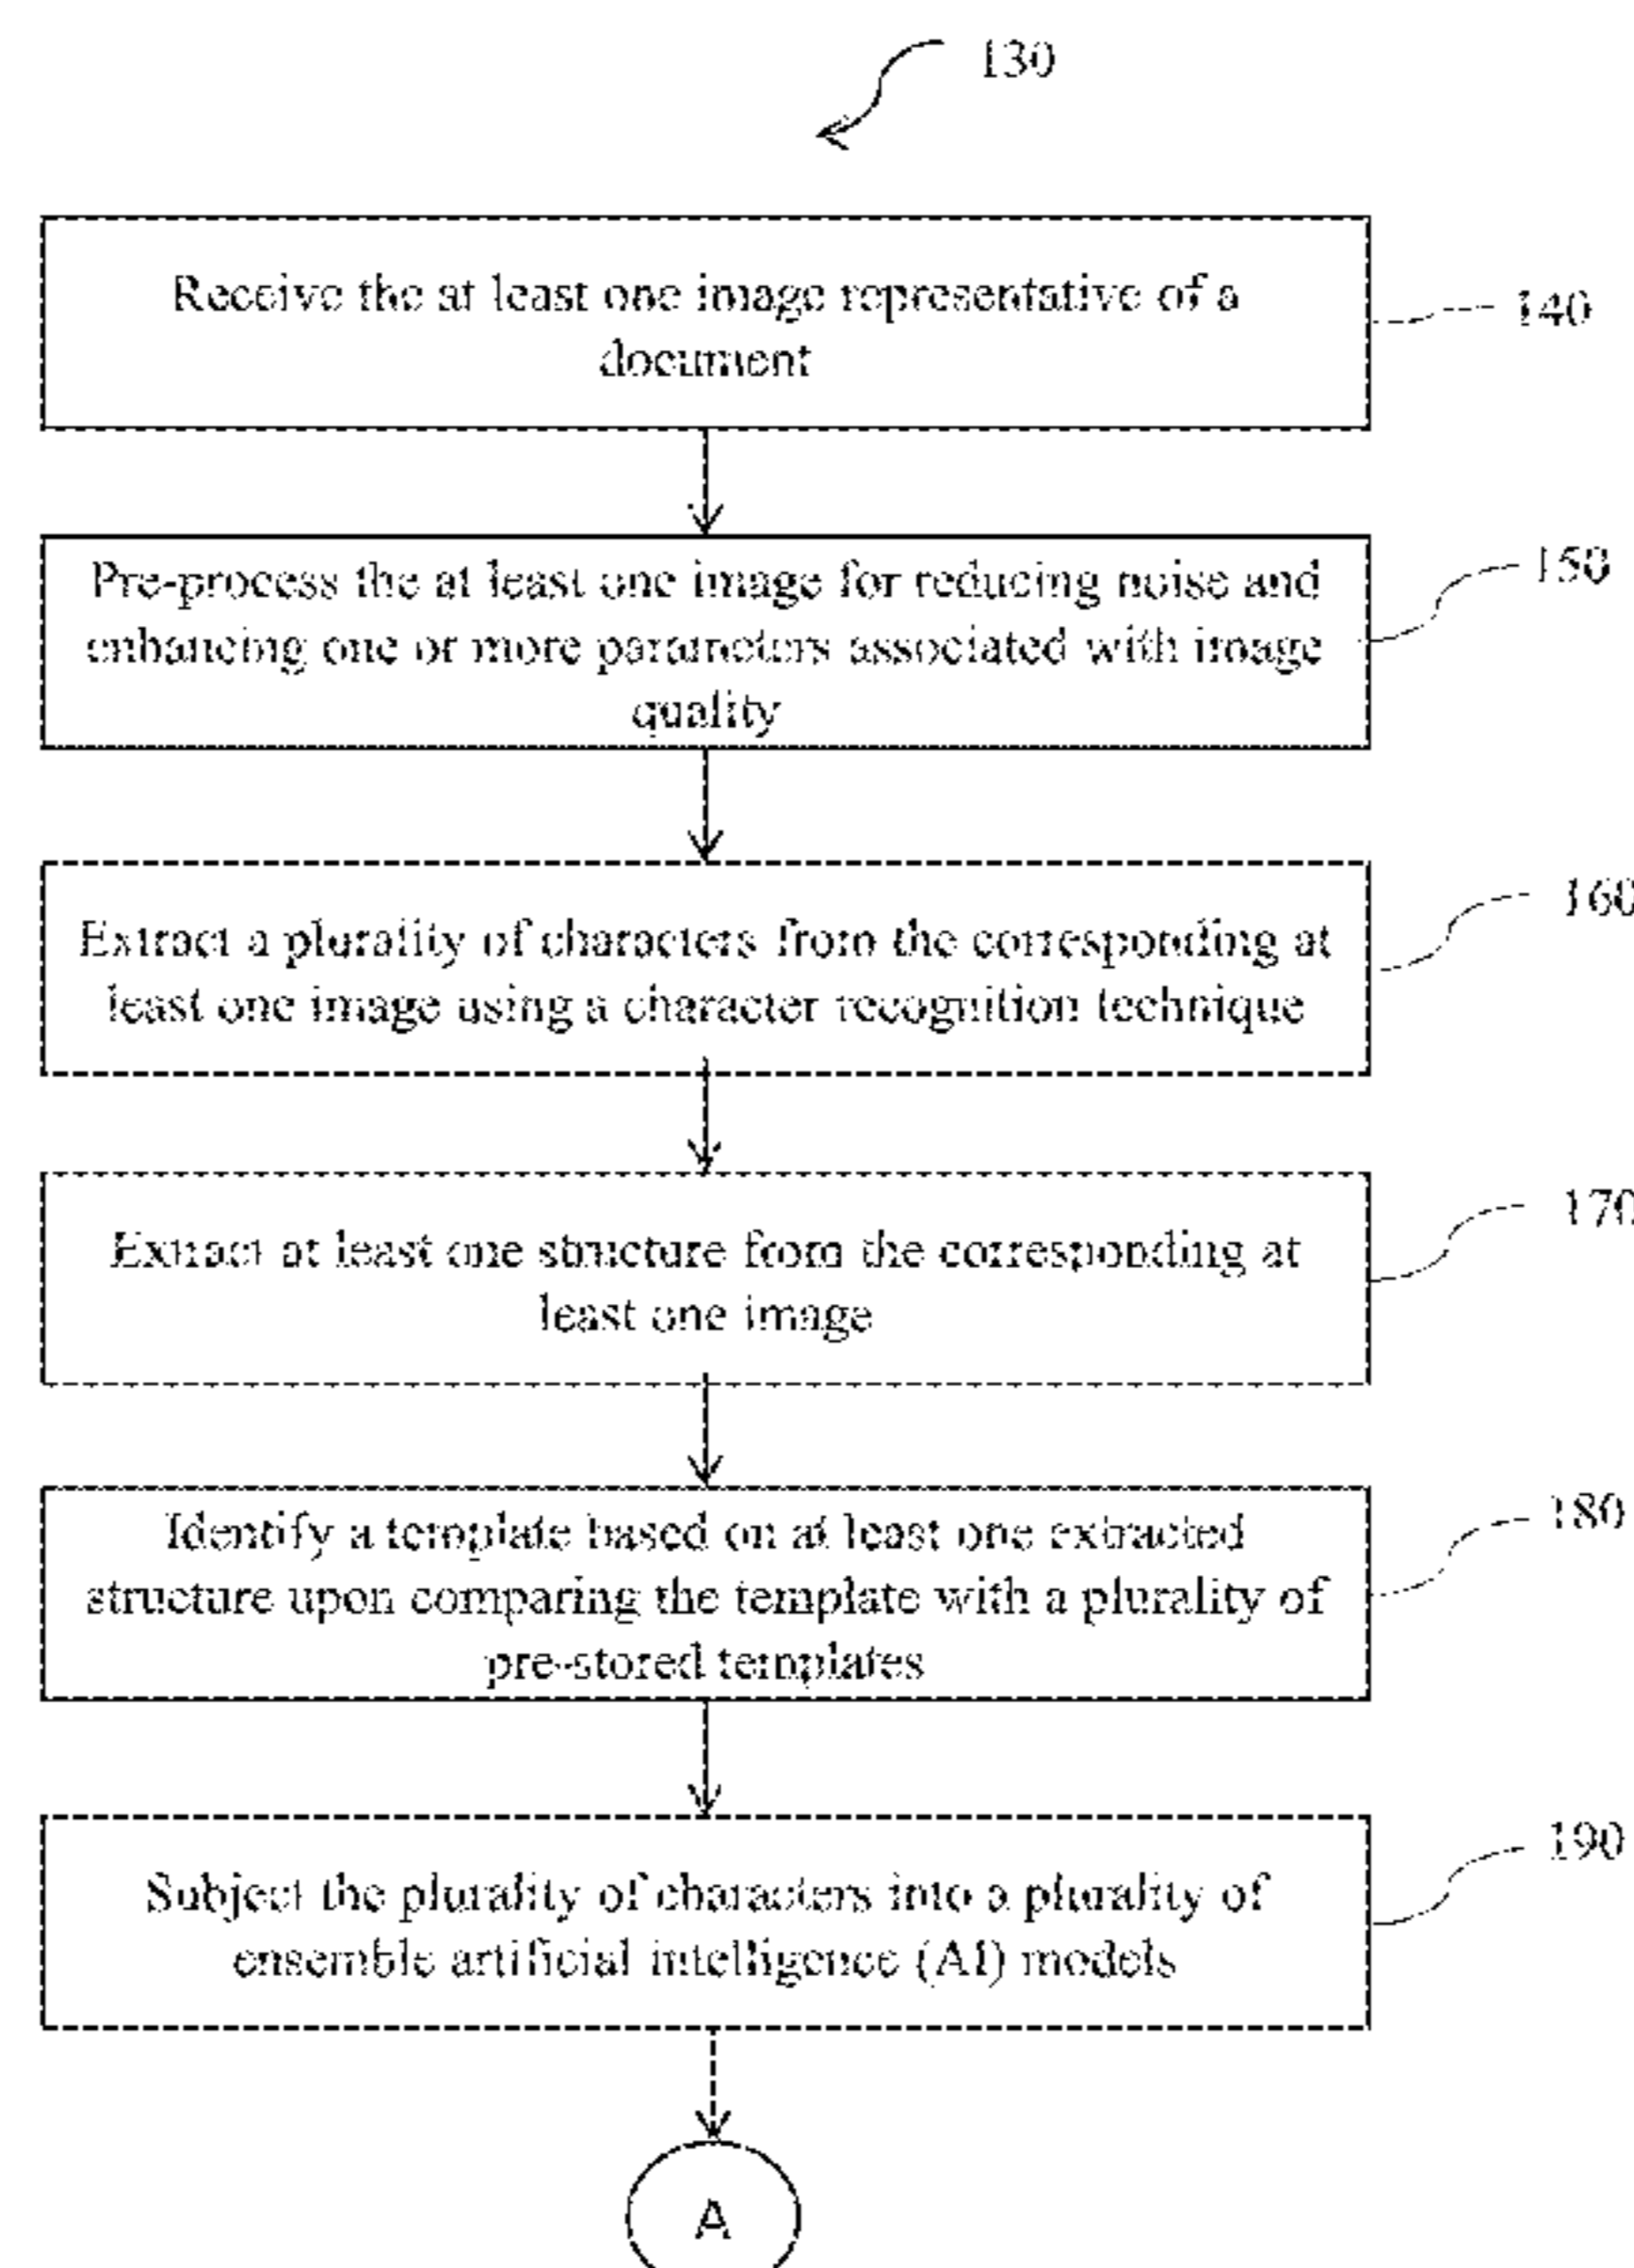 130
Receive the at least one image representative of a
document
140
Pre-process the at least one image for reducing noise and
enhancing one or more parameters associated with image
quality
150
Extract a plurality of characters from the corresponding at
least one image using a character recognition technique
160
Extract at least one structure from the corresponding at
least one image
170
Identify a template based on at least one extracted
structure upon comparing the template with a plurality of
pre-stored templates
180
Subject the plurality of characters into a plurality of
ensemble artificial intelligence (AI) models
190
A